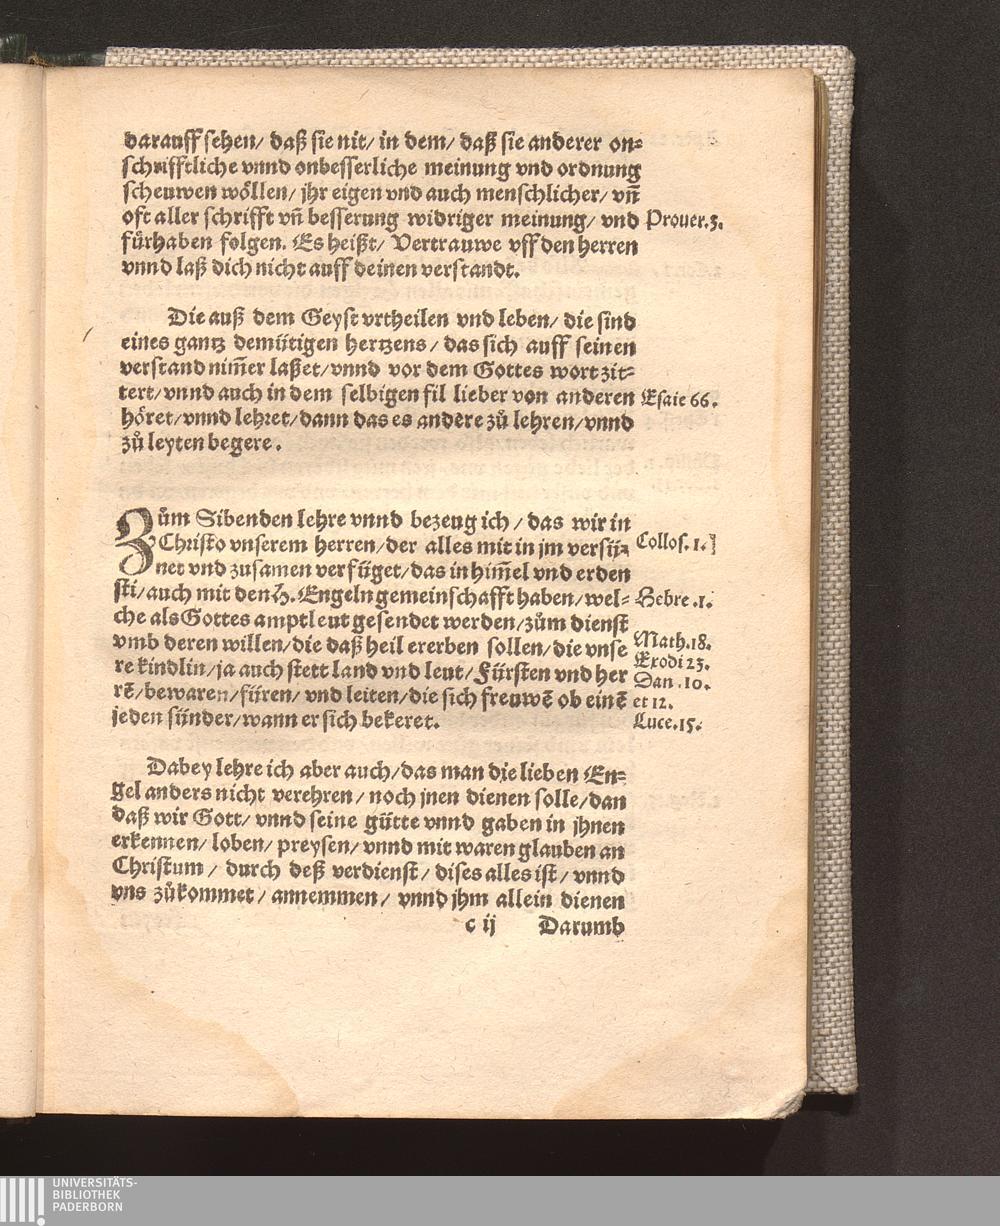 darauff sehen/ daß sie nit/ in dem/ daß sie anderer on⸗
schrifftliche vnnd onbesserliche meinung vnd ordnung
scheuwen wöllen/ jhr eigen vnd auch menschlicher/ vn̄
oft aller schrifft vn̄ besserung widriger meinung/ vnd
Prouer.3.
fürhaben folgen. Es heißt/ Vertrauwe vff den herren
vnnd laß dich nicht auff deinen verstandt.
Die auß dem Geyst vrtheilen vnd leben/ die sind
eines gantz demütigen hertzens/ das sich auff seinen
verstand nim̄er laßet/ vnnd vor dem Gottes wort zit⸗
tert/ vnnd auch in dem selbigen fil lieber von anderen
Esaie 66.
höret/ vnnd lehret/ dann das es andere zů lehren/ vnnd
zů leyten begere.
Zům Sibenden lehre vnnd bezeug ich/ das wir in
Christo vnserem herren/ der alles mit in jm versü⸗
Collos. 1.
net vnd zusamen verfüget/ das in him̄el vnd erden
ist/ auch mit den H. Engeln gemeinschafft haben/ wel⸗
Hebre .1.
che als Gottes amptleut gesendet werden/ zům dienst
vmb deren willen/ die daß heil ererben sollen/ die vnse
Math.18.
re kindlin/ ja auch stett land vnd leut/ Fürsten vnd her
Exodi 23.
Dan .10.
rē/ bewaren/ füren/ vnd leiten/ die sich freuwē ob einē
et 12.
jeden sünder/ wann er sich bekeret.
Luce.15.
Dabey lehre ich aber auch/ das man die lieben En⸗
gel anders nicht verehren/ noch jnen dienen solle/ dan
daß wir Gott/ vnnd seine gütte vnnd gaben in jhnen
erkennen/ loben/ preysen/ vnnd mit waren glauben an
Christum/ durch deß verdienst/ dises alles ist/ vnnd
vns zůkommet/ annemmen/ vnnd jhm allein dienen
c ij Darumb
UNIVERSITÄTS-
BIBLIOTHEK
PADERBORN